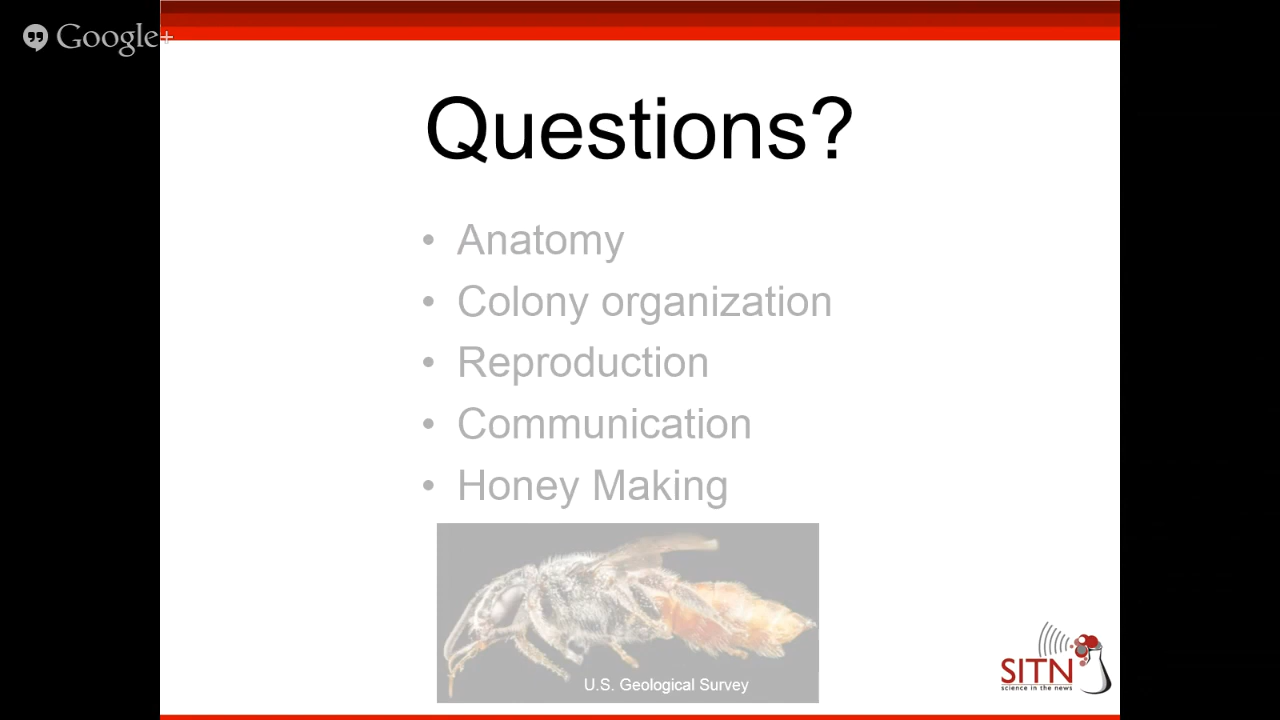 Google+
Questions?
• Anatomy
• Colony organization
• Reproduction
• Communication
• Honey Making
U.S. Geological Survey
SITN
science in the news